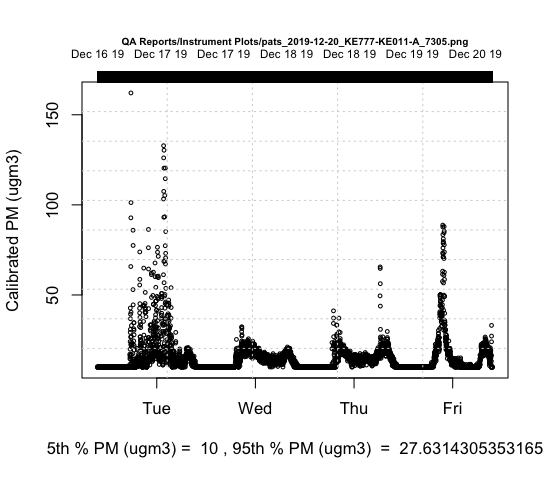 QA Reports/Instrument Plots/pats_2019-12-20_KE777-KE011-A_7305.png
Dec 16 19 Dec 17 19 Dec 17 19 Dec 18 19 Dec 18 19 Dec 19 19 Dec 20 19
Calibrated PM (ugm3)
150
100
50
Tue Wed Thu Fri
5th % PM (ugm3) = 10 , 95th % PM (ugm3) = 27.6314305353165